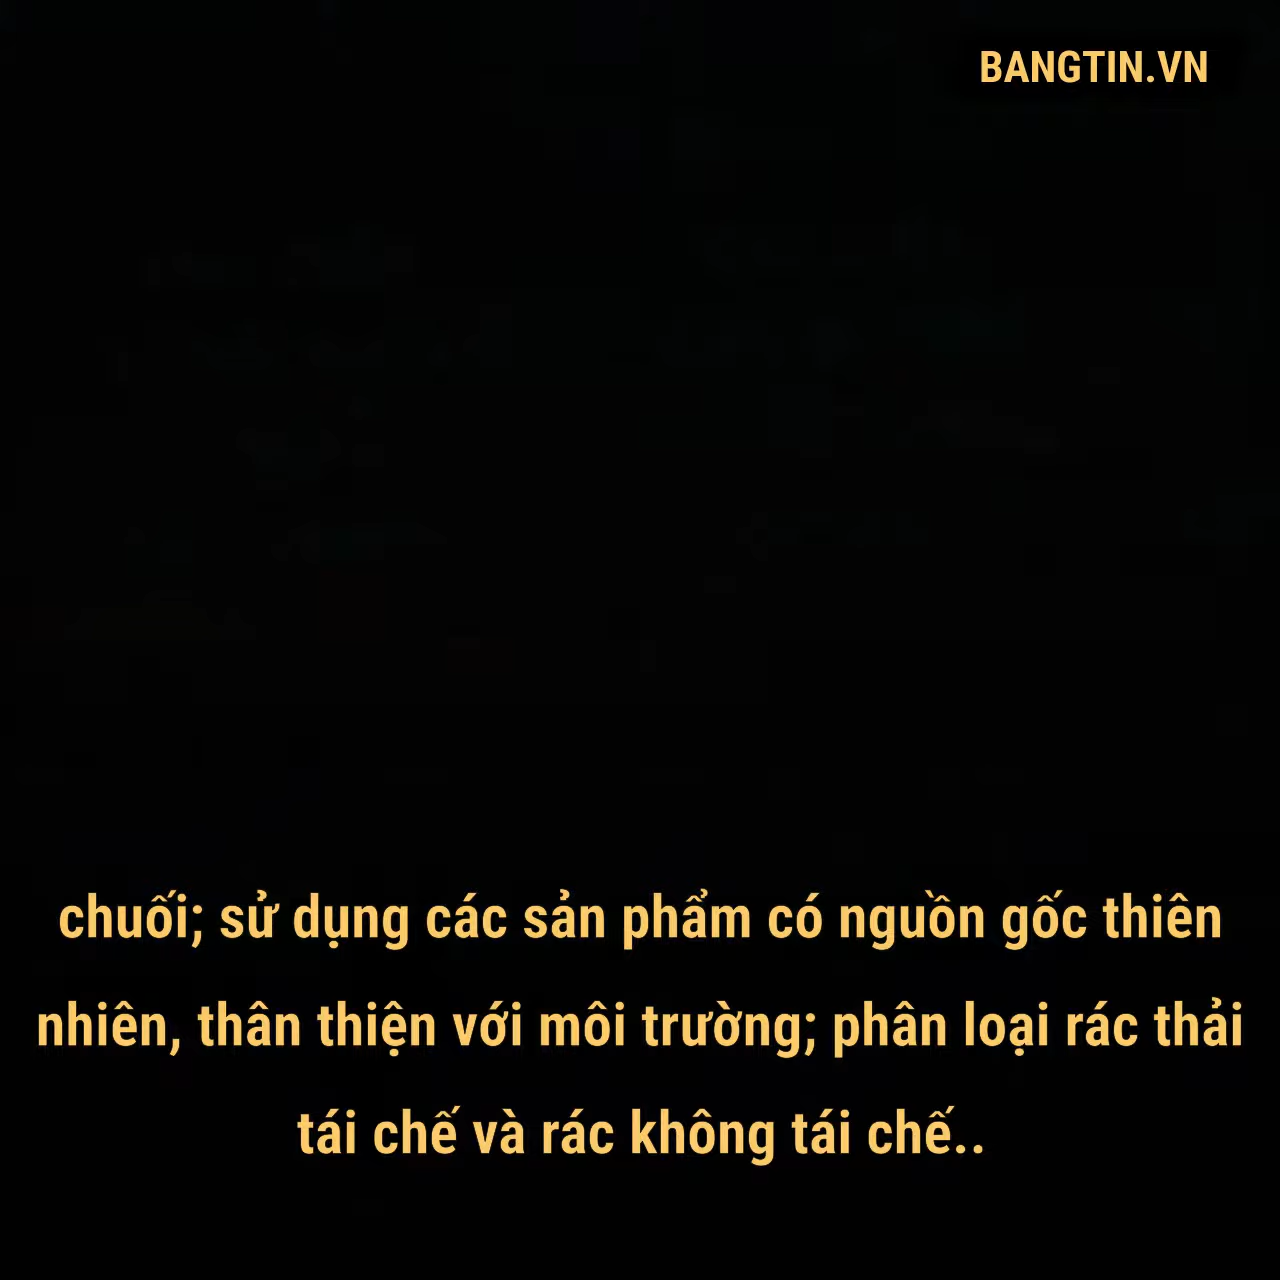 BANGTIN.VN
chuối; sử dụng các sản phẩm có nguồn gốc thiên
nhiên, thân thiện với môi trường; phân loại rác thải
tái chế và rác không tái chế..